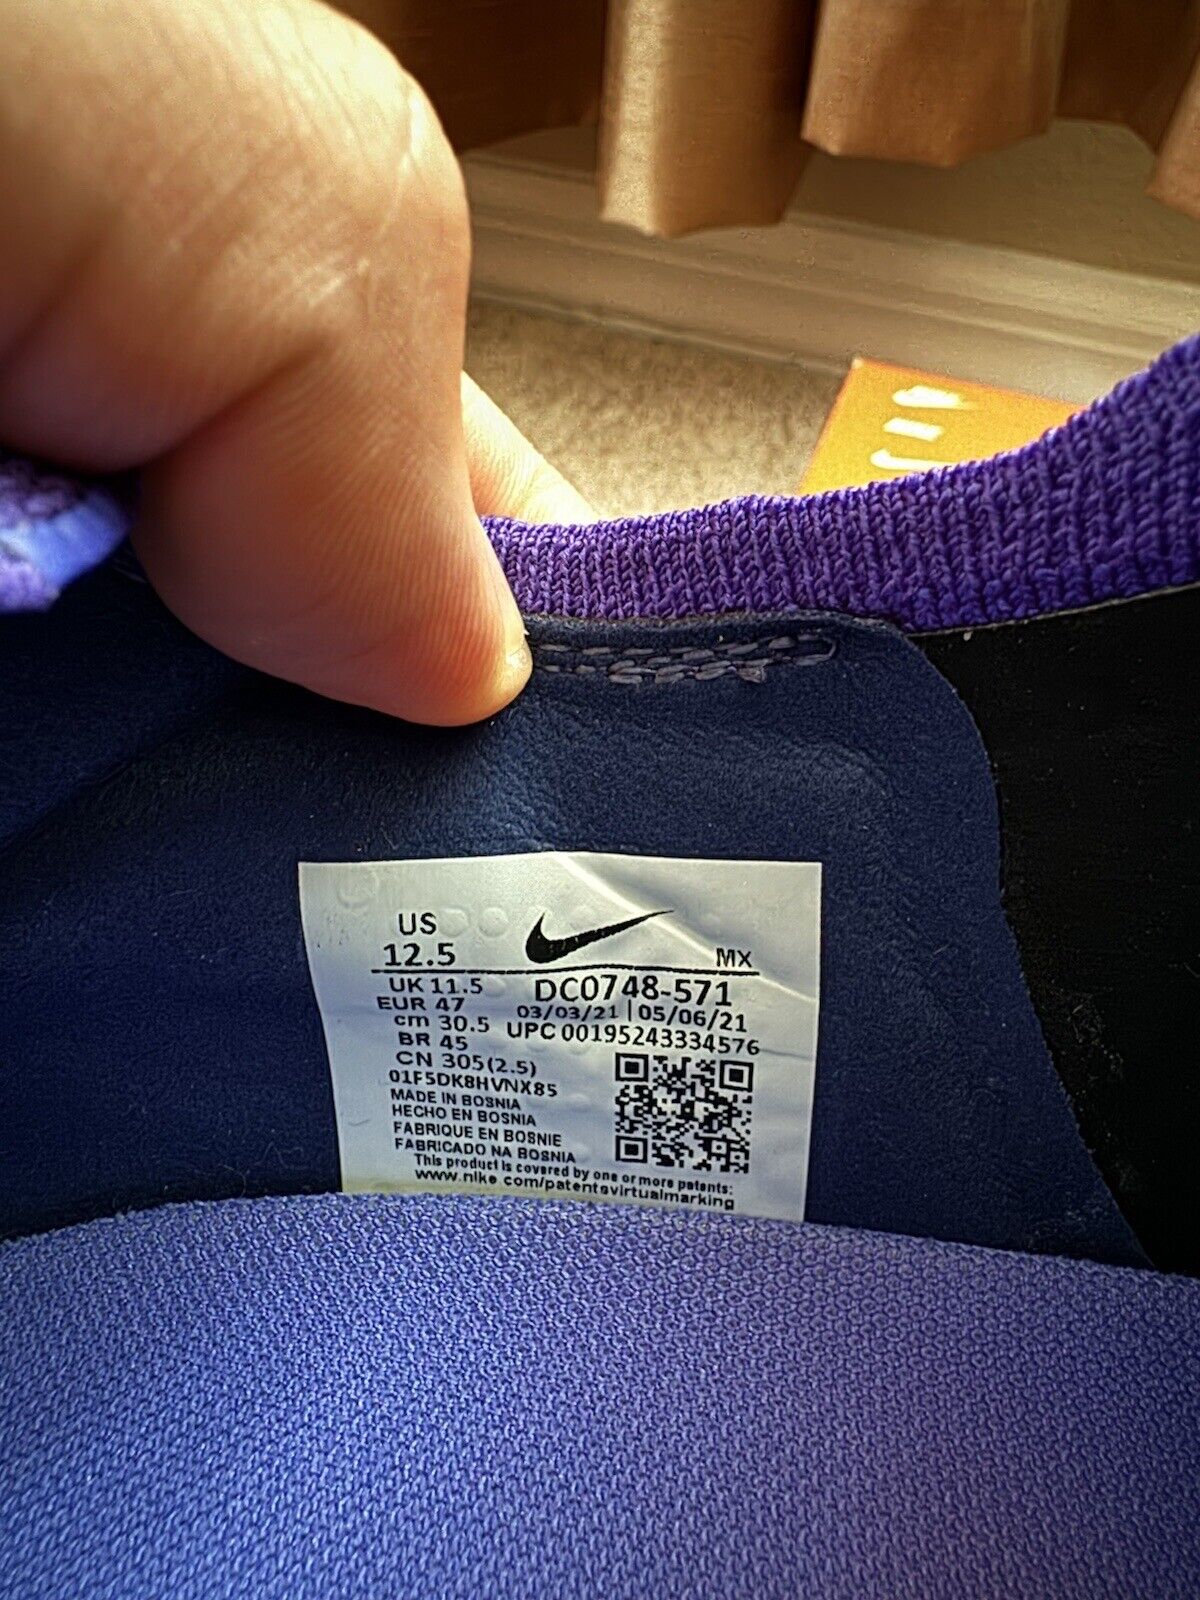 US
12.5
MX
UK 11.5
DC0748-571
EUR 47
03/03/21 | 05/06/21
cm 30.5
UPC 00195243334576
BR 45
CN 305(2.5)
01F5DK8HVNX85
MADE IN BOSNIA
HECHO EN BOSNIA
FABRIQUE EN BOSNIE
FABRICADO NA BOSNIA
This product is covered by one or more patents:
www.nike.com/patentsvirtualmarking